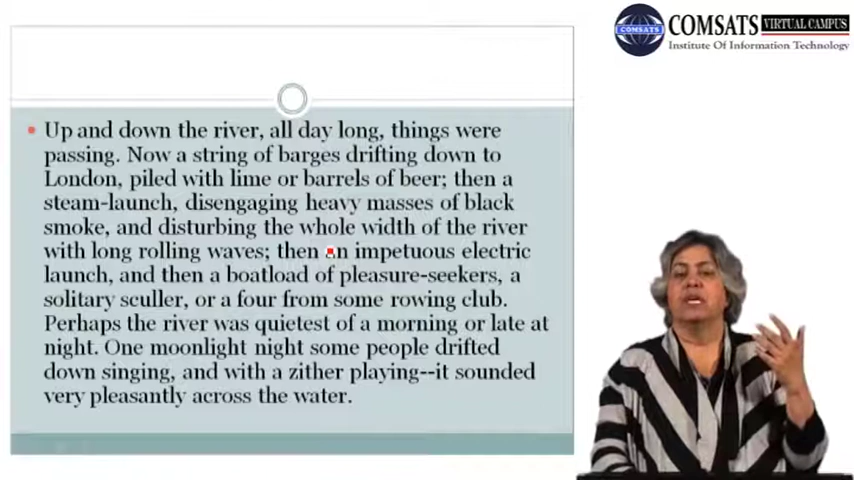 COMSATS VIRTUAL CAMPUS
Institute Of Information Technology
COMSATS
Up and down the river, all day long, things were
passing. Now a string of barges drifting down to
London, piled with lime or barrels of beer; then a
steam-launch, disengaging heavy masses of black
smoke, and disturbing the whole width of the river
with long rolling waves; then an impetuous electric
launch, and then a boatload of pleasure-seekers, a
solitary sculler, or a four from some rowing club.
Perhaps the river was quietest of a morning or late at
night. One moonlight night some people drifted
down singing, and with a zither playing--it sounded
very pleasantly across the water.